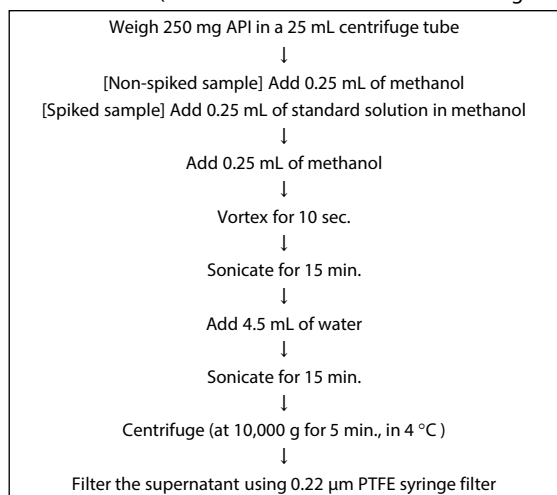 Weigh 250 mg API in a 25 mL centrifuge tube
↓
[Non-spiked sample] Add 0.25 mL of methanol
[Spiked sample] Add 0.25 mL of standard solution in methanol
↓
Add 0.25 mL of methanol
↓
Vortex for 10 sec.
↓
Sonicate for 15 min.
↓
Add 4.5 mL of water
↓
Sonicate for 15 min.
↓
Centrifuge (at 10,000 g for 5 min., in 4 °C )
↓
Filter the supernatant using 0.22 µm PTFE syringe filter